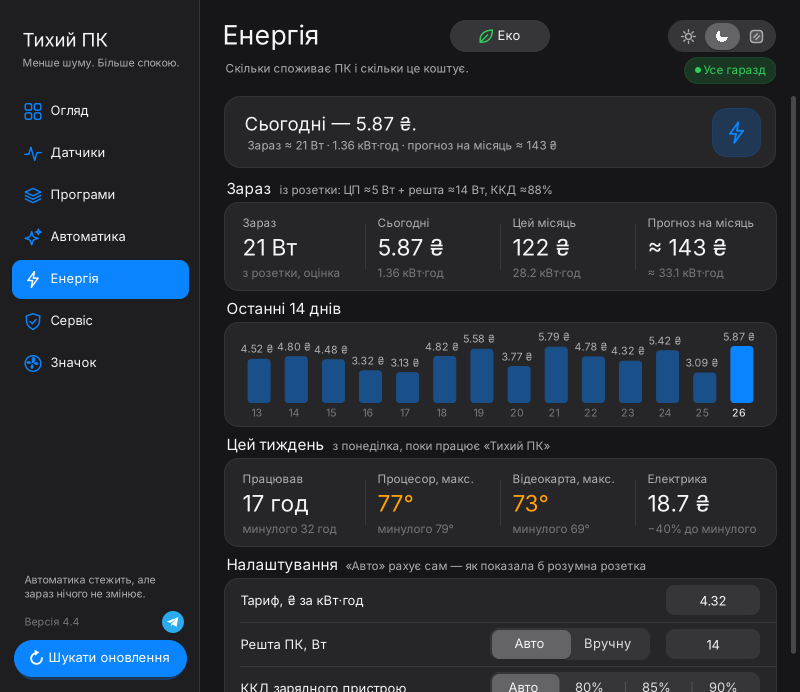 Тихий ПК
Менше шуму. Більше спокою.
Огляд
Датчики
Програми
Автоматика
Енергія
Сервіс
Значок
Автоматика стежить, але
зараз нічого не змінює.
Версія 4.4
Шукати оновлення
Енергія
Еко
Скільки споживає ПК і скільки це коштує.
Усе гаразд
Сьогодні — 5.87 ₴.
Зараз ≈ 21 Вт · 1.36 кВт·год · прогноз на місяць ≈ 143 ₴
Зараз із розетки: ЦП ≈5 Вт + решта ≈14 Вт, ККД ≈88%
Зараз Сьогодні Цей місяць Прогноз на місяць
21 Вт 5.87 ₴ 122 ₴ ≈ 143 ₴
з розетки, оцінка 1.36 кВт·год 28.2 кВт·год ≈ 33.1 кВт·год
Останні 14 днів
4.52 ₴ 4.80 ₴ 4.48 ₴ 3.32 ₴ 3.13 ₴ 4.82 ₴ 5.58 ₴ 3.77 ₴ 5.79 ₴ 4.78 ₴ 4.32 ₴ 5.42 ₴ 3.09 ₴ 5.87 ₴
13 14 15 16 17 18 19 20 21 22 23 24 25 26
Цей тиждень з понеділка, поки працює «Тихий ПК»
Працював Процесор, макс. Відеокарта, макс. Електрика
17 год 77° 73° 18.7 ₴
минулого 32 год минулого 79° минулого 69° −40% до минулого
Налаштування «Авто» рахує сам — як показала б розумна розетка
Тариф, ₴ за кВт·год 4.32
Решта ПК, Вт Авто Вручну 14
ККД зарядного пристрою Авто 80% 85% 90%